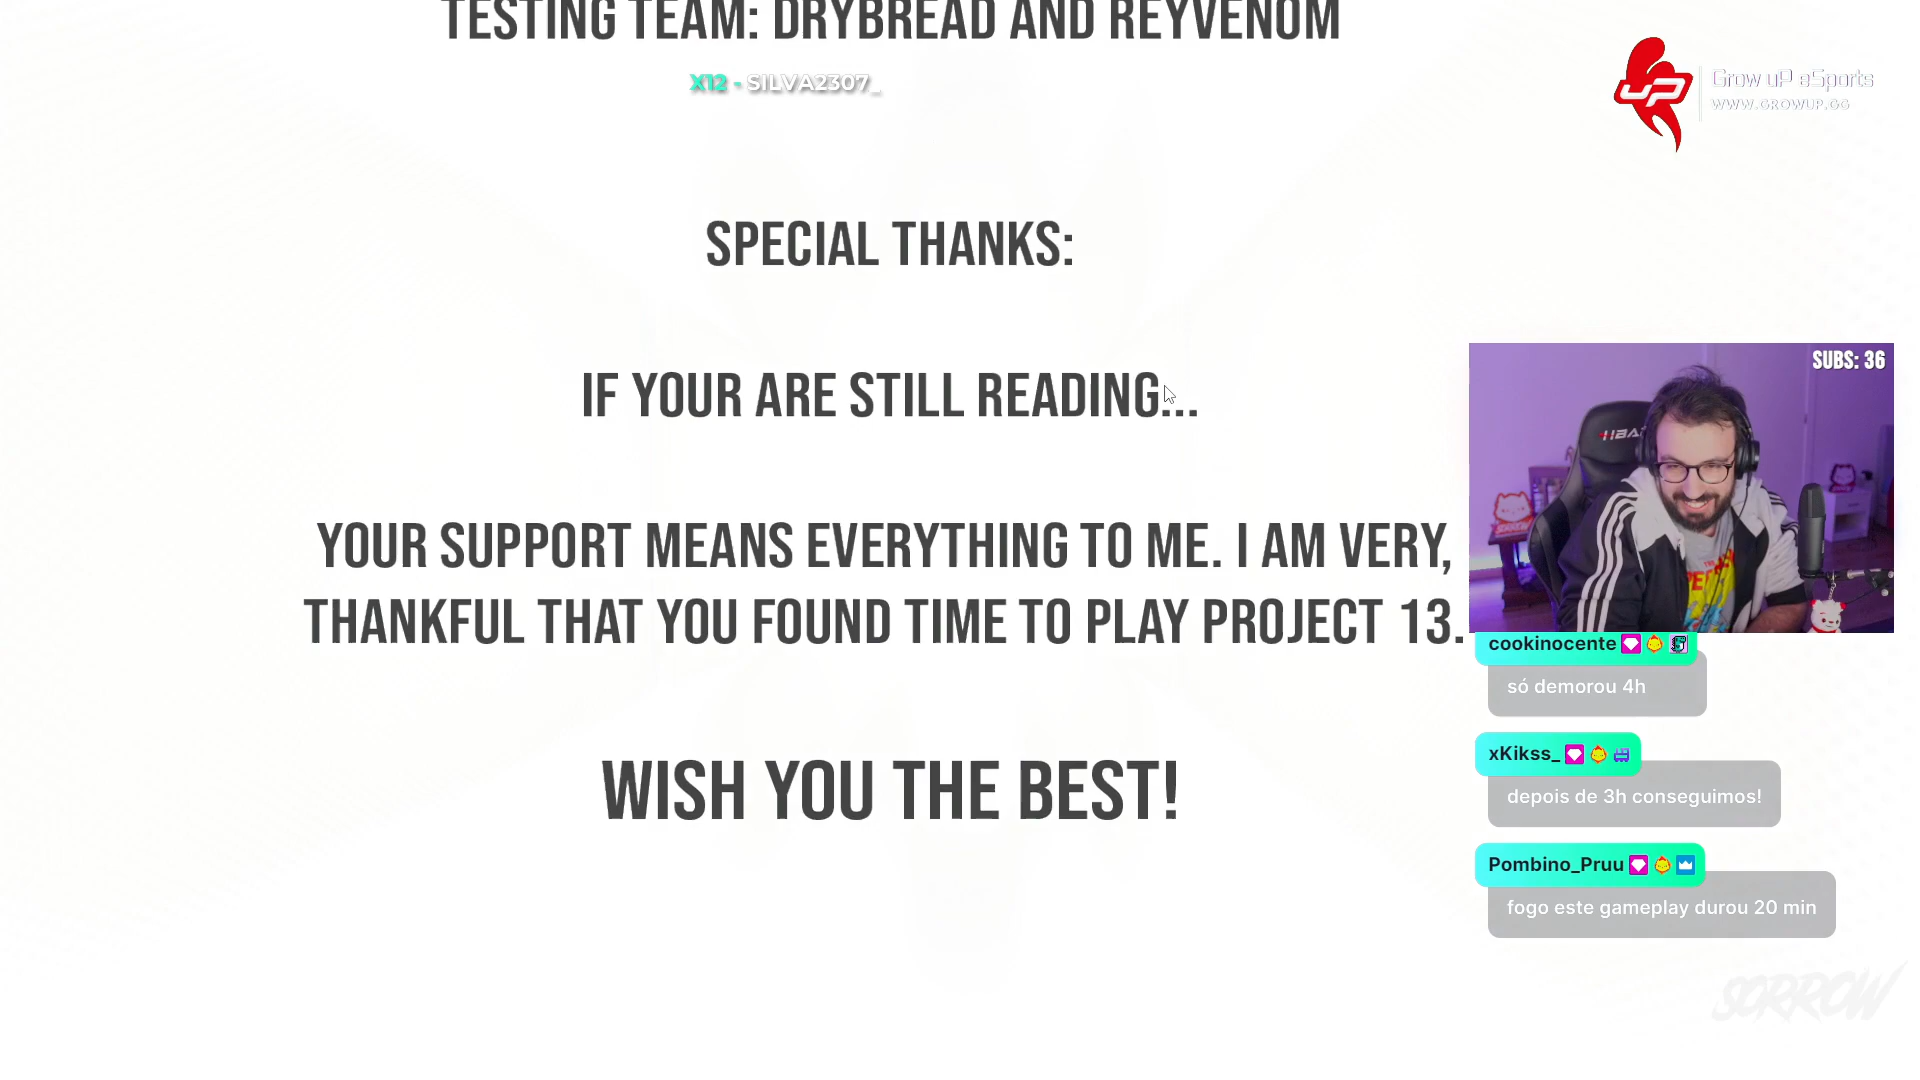 TESTING TEAM: DRYBREAD AND REYVENOM
X12 - SILVA2307_
Grow uP eSports
WWW.GROWUP.GG
SPECIAL THANKS:
IF YOUR ARE STILL READING...
YOUR SUPPORT MEANS EVERYTHING TO ME. I AM VERY,
THANKFUL THAT YOU FOUND TIME TO PLAY PROJECT 13.
WISH YOU THE BEST!
SUBS: 36
cookinocente
só demorou 4h
xKikss_
depois de 3h conseguimos!
Pombino_Pruu
fogo este gameplay durou 20 min
SORROW